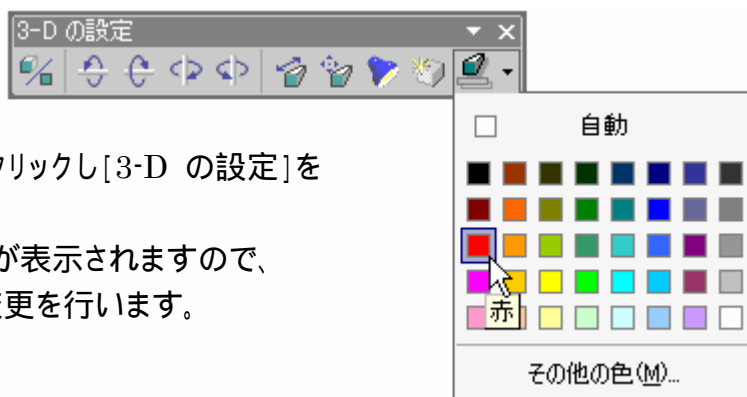 3-D の設定
自動
クリックし[3-D の設定]を
が表示されますので、
更を行います。
赤
その他の色(M)...